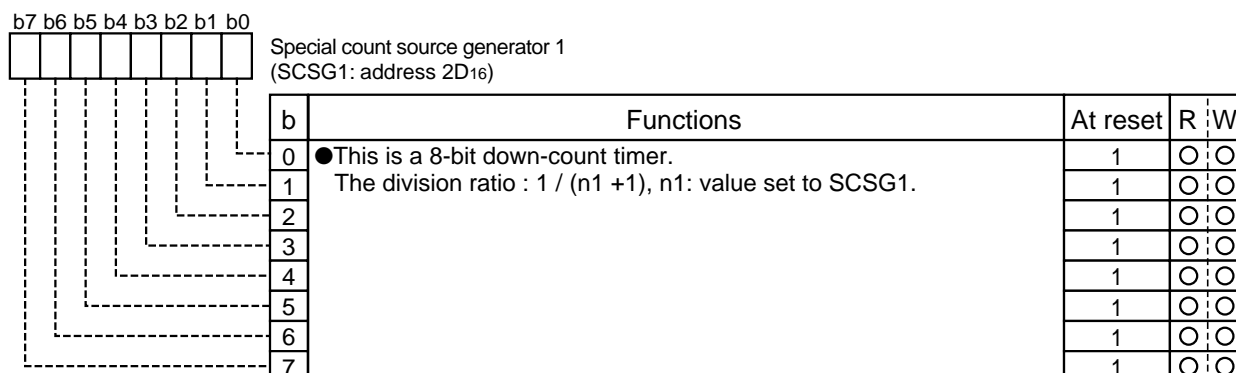 b7 b6 b5 b4 b3 b2 b1 b0
Special count source generator 1
(SCSG1: address 2D16)
b Functions At reset R W
0 ●This is a 8-bit down-count timer. 1 O O
1 The division ratio : 1 / (n1 +1), n1: value set to SCSG1. 1 O O
2 1 O O
3 1 O O
4 1 O O
5 1 O O
6 1 O O
7 1 O O